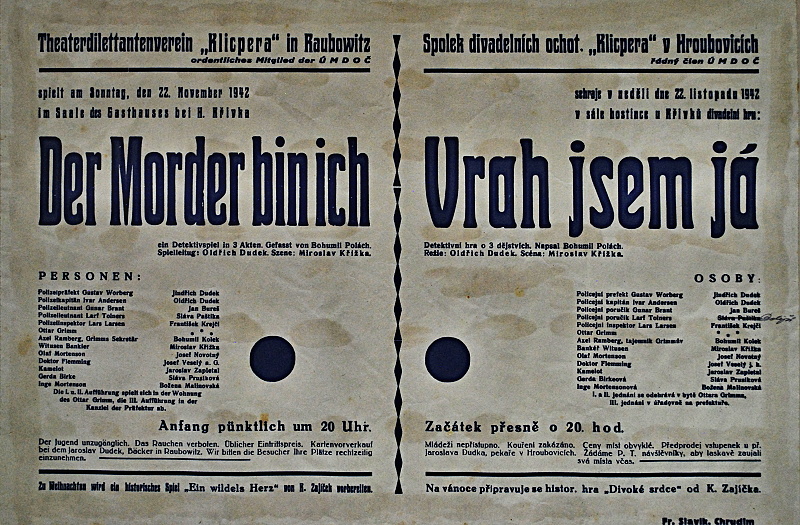 Theaterdilettantenverein „Klicpera" in Raubowitz
ordentliches Mitglied der ÚMDOČ
spielt am Sonntag, den 22. November 1942
im Saale des Gasthauses bei H. Křivka
Der Morder bin ich
ein Detektivspiel in 3 Akten. Gefasst von Bohumil Polách.
Spielleitug: Oldřich Dudek. Szene: Miroslav Křížka.
PERSONEN:
Polizeipräfekt Gustav Worberg Jindřich Dudek
Polizeikapitän Ivar Andersen Oldřich Dudek
Polizeileutnant Gunar Brant Jan Bureš
Polizeileutnant Larf Tolners Sláva Paštika
Polizeiinspektor Lars Larsen František Krejčí
Ottar Grimm * * *
Axel Ramberg, Grimms Sekretär Bohumil Kolek
Witusen Bankier Miroslav Křížka
Olaf Mortenson Josef Novotný
Doktor Flemming Josef Veselý a. G.
Kamelot Jaroslav Zapletal
Gerda Birke Sláva Prustková
Inge Mortenson Božena Malinovská
Die I. u. II. Aufführung spielt sich in der Wohnung
des Ottar Grimm, die III. Aufführung in der
Kanzlei der Präfektur ab.
Anfang pünktlich um 20 Uhr.
Der Jugend unzugänglich. Das Rauchen verboten. Üblicher Eintrittspreis. Kartenvorverkauf
bei dem Jaroslav Dudek, Bäcker in Raubowitz. Wir bitten die Besucher Ihre Plätze rechtzeitig
einzunehmen.
Zu Weihnachten wird ein historisches Spiel „Ein wildels Herz" von K. Zajíček vorbereiten.
Spolek divadelních ochot. „Klicpera" v Hroubovicích
řádný člen ÚMDOČ
sehraje v neděli dne 22. listopadu 1942
v sále hostince u Křivků divadelní hru:
Vrah jsem já
Detektivní hra o 3 dějstvích. Napsal Bohumil Polách.
Režie: Oldřich Dudek. Scéna: Miroslav Křížka.
OSOBY:
Policejní prefekt Gustav Worberg Jindřich Dudek
Policejní kapitán Ivar Andersen Oldřich Dudek
Policejní poručík Gunar Brant Jan Bureš
Policejní poručík Larf Tolners Sláva Paštika
Policejní inspektor Lars Larsen František Krejčí
Ottar Grimm * * *
Axel Ramberg, tajemník Grimmův Bohumil Kolek
Bankéř Witusen Miroslav Křížka
Olaf Mortenson Josef Novotný
Doktor Flemming Josef Veselý j. h.
Kamelot Jaroslav Zapletal
Gerda Birkeová Sláva Prustková
Inge Mortensonová Božena Malinovská
I. a II. jednání se odehrává v bytě Ottara Grimma,
III. jednání v úřadovně na prefektuře.
Začátek přesně o 20. hod.
Mládeži nepřístupno. Kouření zakázáno. Ceny míst obvyklé. Předprodej vstupenek u př.
Jaroslava Dudka, pekaře v Hroubovicích. Žádáme P. T. návštěvníky, aby laskavě zaujali
svá místa včas.
Na vánoce připravuje se histor. hra „Divoké srdce" od K. Zajíčka.
Fr. Slavík, Chrudim